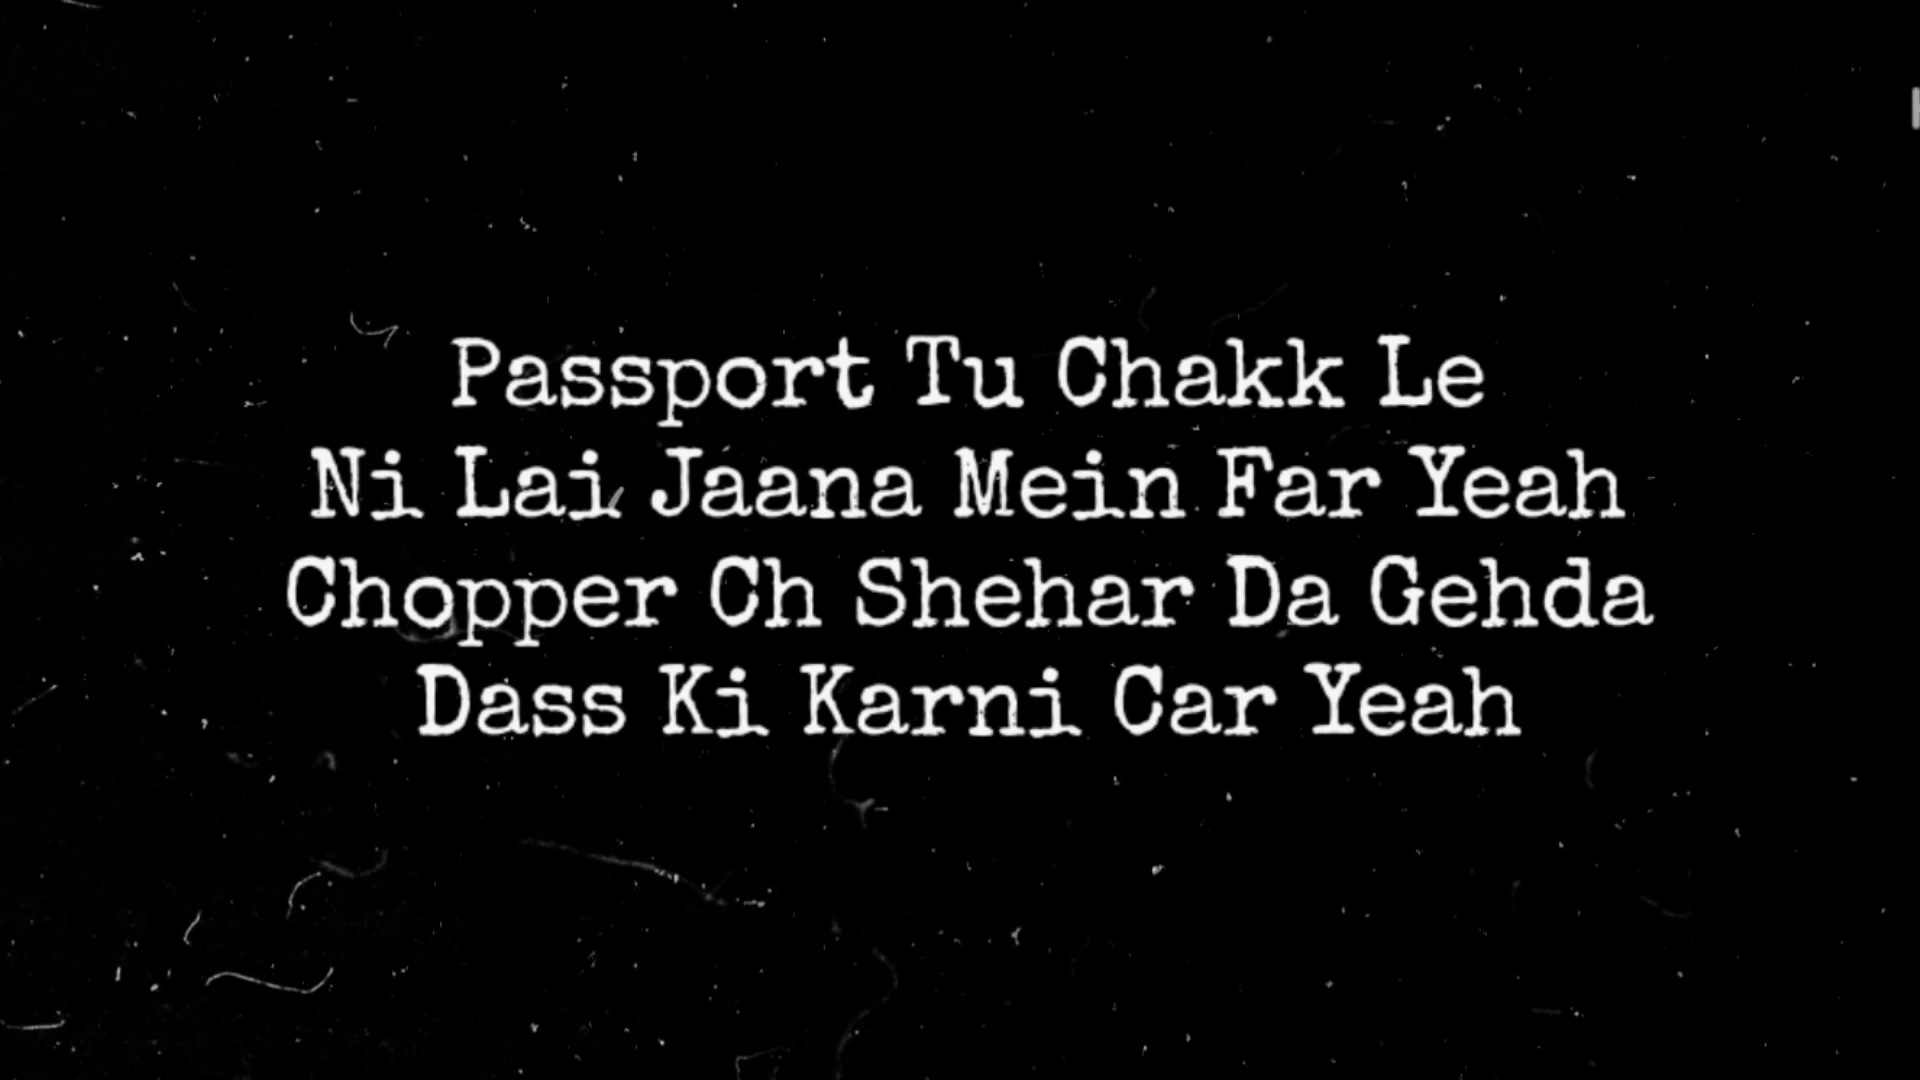 Passport Tu Chakk Le
Ni Lai Jaana Mein Far Yeah
Chopper Ch Shehar Da Gehda
Dass Ki Karni Car Yeah